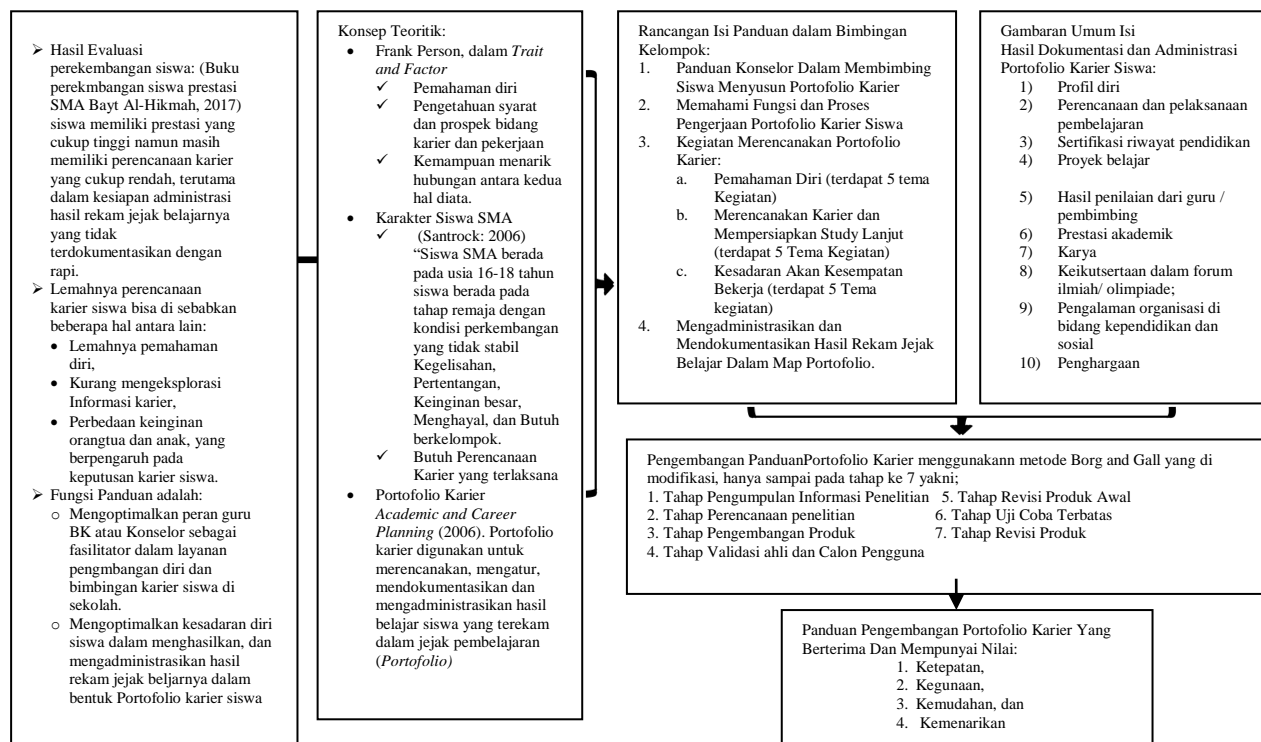 ➢ Hasil Evaluasi
perekembangan siswa: (Buku
perekmbangan siswa prestasi
SMA Bayt Al-Hikmah, 2017)
siswa memiliki prestasi yang
cukup tinggi namun masih
memiliki perencanaan karier
yang cukup rendah, terutama
dalam kesiapan administrasi
hasil rekam jejak belajarnya
yang tidak
terdokumentasikan dengan
rapi.
➢ Lemahnya perencanaan
karier siswa bisa di sebabkan
beberapa hal antara lain:
• Lemahnya pemahaman
diri,
• Kurang mengeksplorasi
Informasi karier,
• Perbedaan keinginan
orangtua dan anak, yang
berpengaruh pada
keputusan karier siswa.
➢ Fungsi Panduan adalah:
o Mengoptimalkan peran guru
BK atau Konselor sebagai
fasilitator dalam layanan
pengmbangan diri dan
bimbingan karier siswa di
sekolah.
o Mengoptimalkan kesadaran diri
siswa dalam menghasilkan, dan
mengadministrasikan hasil
rekam jejak beljarnya dalam
bentuk Portofolio karier siswa
Konsep Teoritik:
• Frank Person, dalam Trait
and Factor
✓ Pemahaman diri
✓ Pengetahuan syarat
dan prospek bidang
karier dan pekerjaan
✓ Kemampuan menarik
hubungan antara kedua
hal diata.
• Karakter Siswa SMA
✓ (Santrock: 2006)
“Siswa SMA berada
pada usia 16-18 tahun
siswa berada pada
tahap remaja dengan
kondisi perkembangan
yang tidak stabil
Kegelisahan,
Pertentangan,
Keinginan besar,
Menghayal, dan Butuh
berkelompok.
✓ Butuh Perencanaan
Karier yang terlaksana
• Portofolio Karier
Academic and Career
Planning (2006). Portofolio
karier digunakan untuk
merencanakan, mengatur,
mendokumentasikan dan
mengadministrasikan hasil
belajar siswa yang terekam
dalam jejak pembelajaran
(Portofolio)
Rancangan Isi Panduan dalam Bimbingan
Kelompok:
1. Panduan Konselor Dalam Membimbing
Siswa Menyusun Portofolio Karier
2. Memahami Fungsi dan Proses
Pengerjaan Portofolio Karier Siswa
3. Kegiatan Merencanakan Portofolio
Karier:
a. Pemahaman Diri (terdapat 5 tema
Kegiatan)
b. Merencanakan Karier dan
Mempersiapkan Study Lanjut
(terdapat 5 Tema Kegiatan)
c. Kesadaran Akan Kesempatan
Bekerja (terdapat 5 Tema
kegiatan)
4. Mengadministrasikan dan
Mendokumentasikan Hasil Rekam Jejak
Belajar Dalam Map Portofolio.
Gambaran Umum Isi
Hasil Dokumentasi dan Administrasi
Portofolio Karier Siswa:
1) Profil diri
2) Perencanaan dan pelaksanaan
pembelajaran
3) Sertifikasi riwayat pendidikan
4) Proyek belajar
5) Hasil penilaian dari guru /
pembimbing
6) Prestasi akademik
7) Karya
8) Keikutsertaan dalam forum
ilmiah/ olimpiade;
9) Pengalaman organisasi di
bidang kependidikan dan
sosial
10) Penghargaan
Pengembangan PanduanPortofolio Karier menggunakann metode Borg and Gall yang di
modifikasi, hanya sampai pada tahap ke 7 yakni;
1. Tahap Pengumpulan Informasi Penelitian 5. Tahap Revisi Produk Awal
2. Tahap Perencanaan penelitian 6. Tahap Uji Coba Terbatas
3. Tahap Pengembangan Produk 7. Tahap Revisi Produk
4. Tahap Validasi ahli dan Calon Pengguna
Panduan Pengembangan Portofolio Karier Yang
Berterima Dan Mempunyai Nilai:
1. Ketepatan,
2. Kegunaan,
3. Kemudahan, dan
4. Kemenarikan